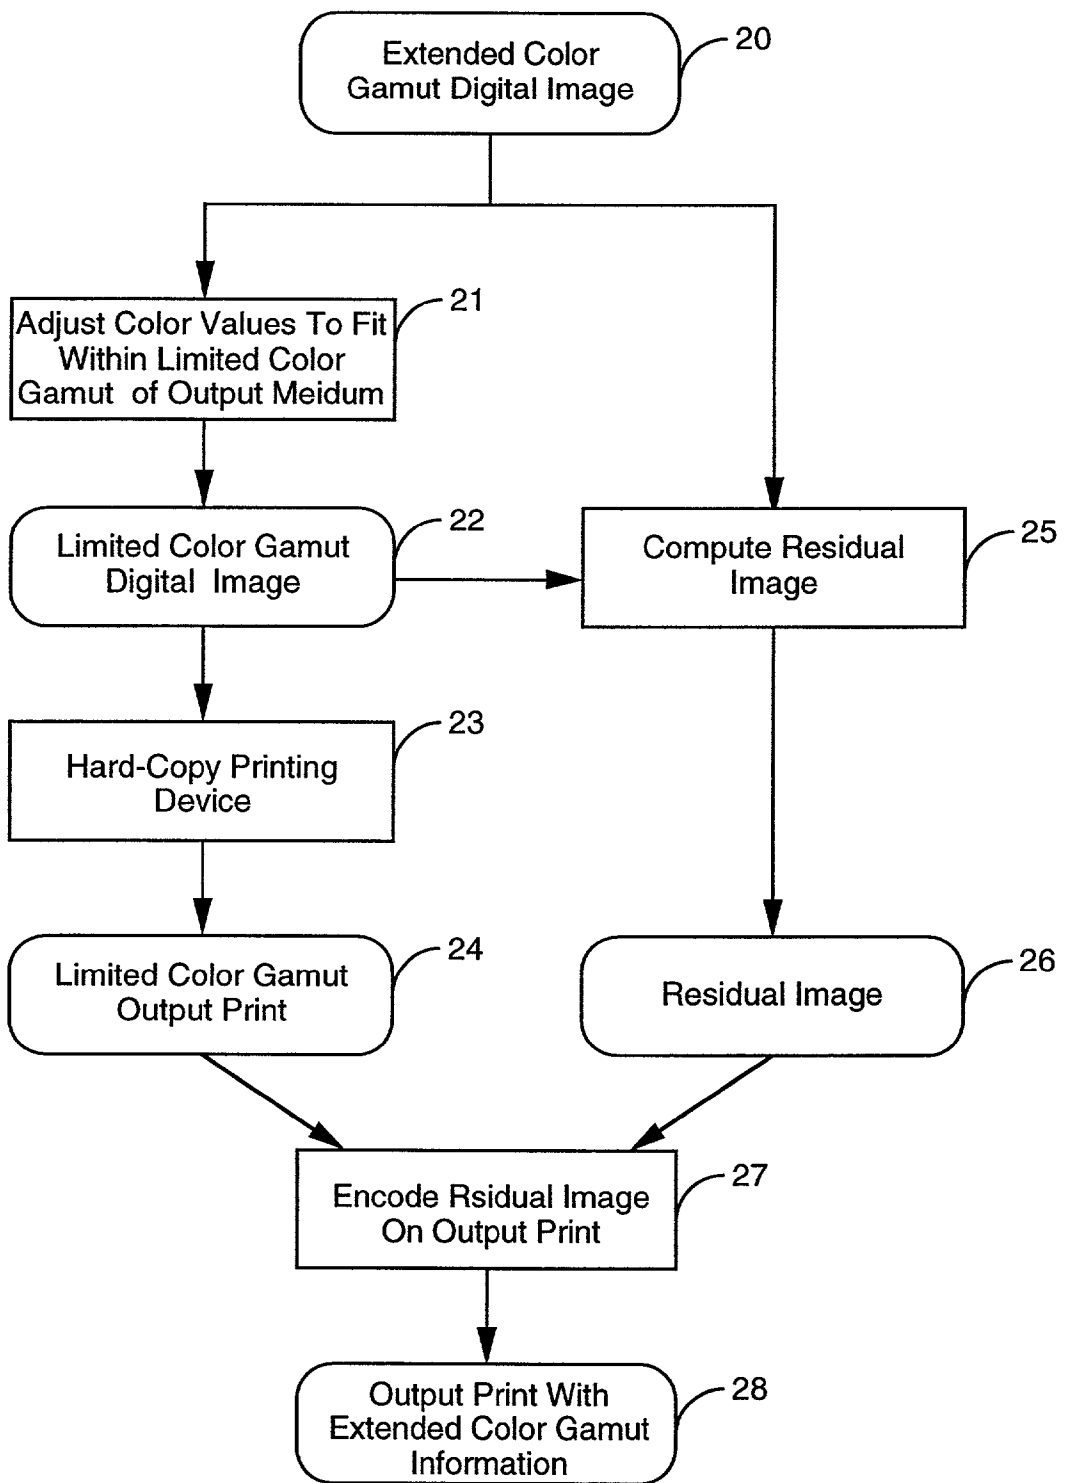 Extended Color
Gamut Digital Image
20
Adjust Color Values To Fit
Within Limited Color
Gamut of Output Meidum
21
Limited Color Gamut
Digital Image
22
Compute Residual
Image
25
Hard-Copy Printing
Device
23
Limited Color Gamut
Output Print
24
Residual Image
26
Encode Rsidual Image
On Output Print
27
Output Print With
Extended Color Gamut
Information
28